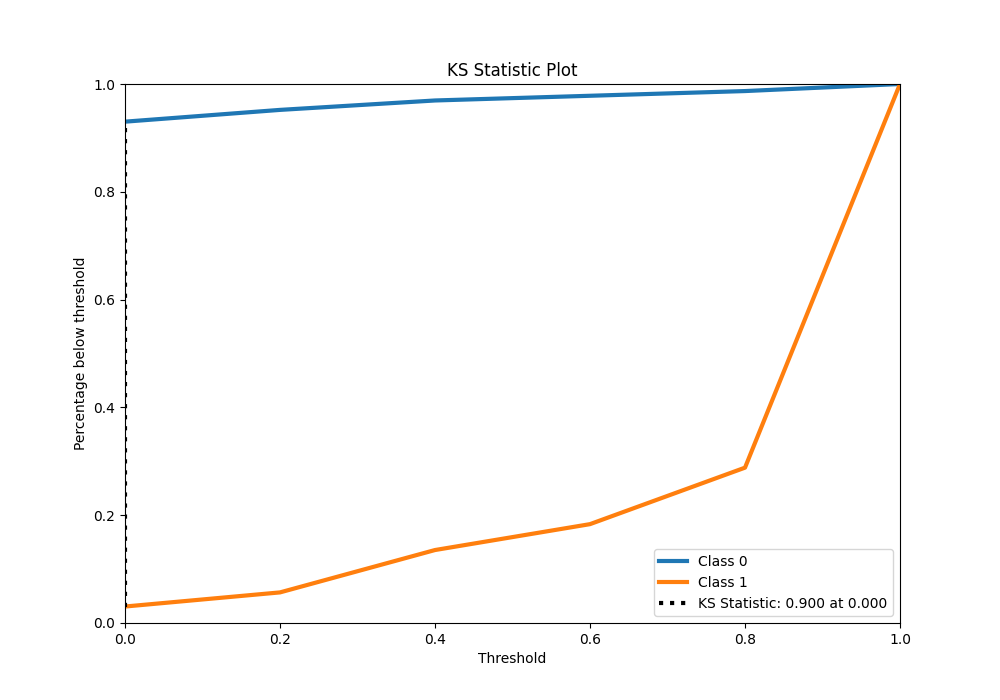 KS Statistic Plot
Percentage below threshold
1.0
0.8
0.6
0.4
0.2
0.0
0.0 0.2 0.4 0.6 0.8 1.0
Threshold
Class 0
Class 1
KS Statistic: 0.900 at 0.000